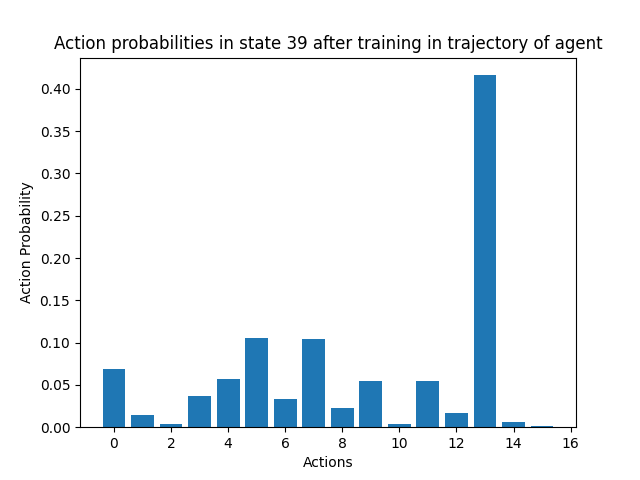 Action probabilities in state 39 after training in trajectory of agent
0.40
0.35
0.30
0.25
0.20
0.15
0.10
0.05
0.00
Action Probability
0 2 4 6 8 10 12 14 16
Actions